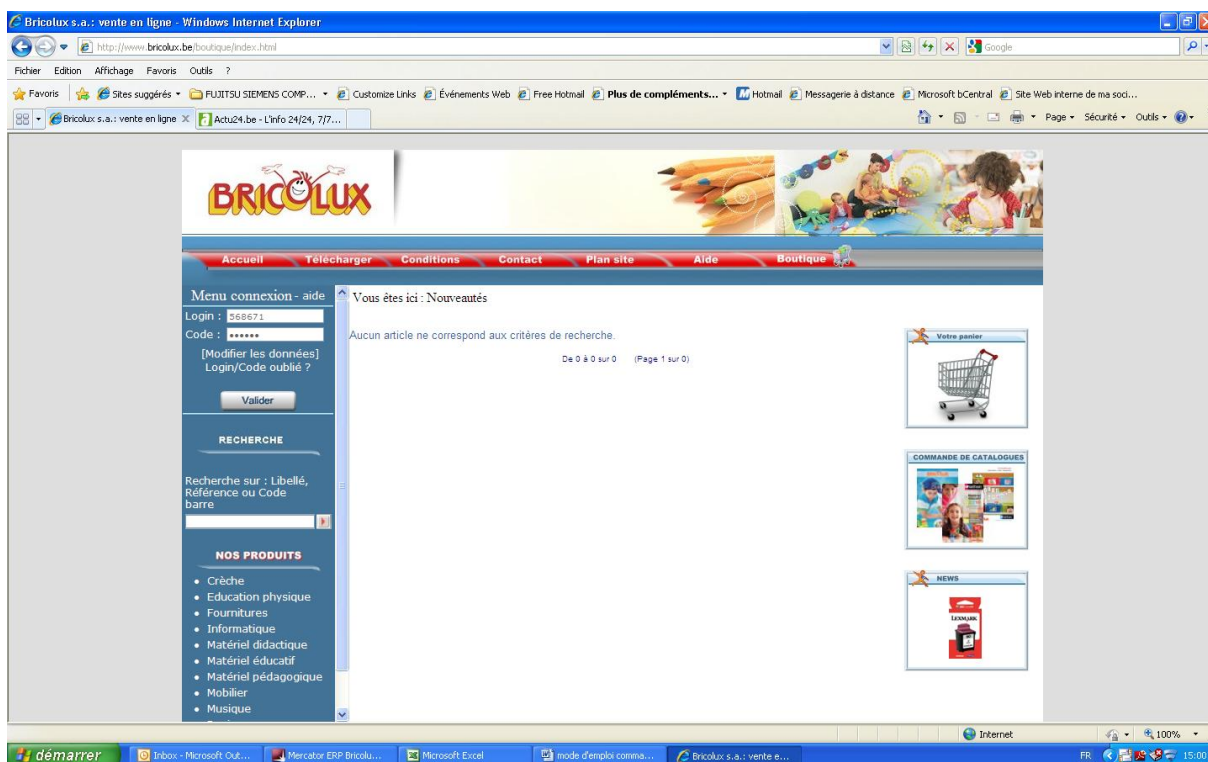 Bricolux s.a.: vente en ligne - Windows Internet Explorer
http://www.bricolux.be/boutique/index.html
Google
Fichier Edition Affichage Favoris Outils ?
Favoris Sites suggérés FUJITSU SIEMENS COMP... Customize Links Événements Web Free Hotmail Plus de compléments... Hotmail Messagerie à distance Microsoft bCentral Site Web interne de ma soci...
Bricolux s.a.: vente en ligne Actu24.be - L'info 24/24, 7/7... Page Sécurité Outils
BRICOLUX
Accueil Télécharger Conditions Contact Plan site Aide Boutique
Menu connexion - aide
Vous êtes ici : Nouveautés
Login : 568671
Code : ••••••
Aucun article ne correspond aux critères de recherche.
Votre panier
[Modifier les données]
Login/Code oublié ?
De 0 à 0 sur 0 (Page 1 sur 0)
Valider
RECHERCHE
COMMANDE DE CATALOGUES
Recherche sur : Libellé,
Référence ou Code
barre
NOS PRODUITS
NEWS
LEXMARK
• Crèche
• Education physique
• Fournitures
• Informatique
• Matériel didactique
• Matériel éducatif
• Matériel pédagogique
• Mobilier
• Musique
Internet 100%
démarrer Inbox - Microsoft Out... Mercator ERP Bricolu... Microsoft Excel mode d'emploi comma... Bricolux s.a.: vente e... FR 15:00